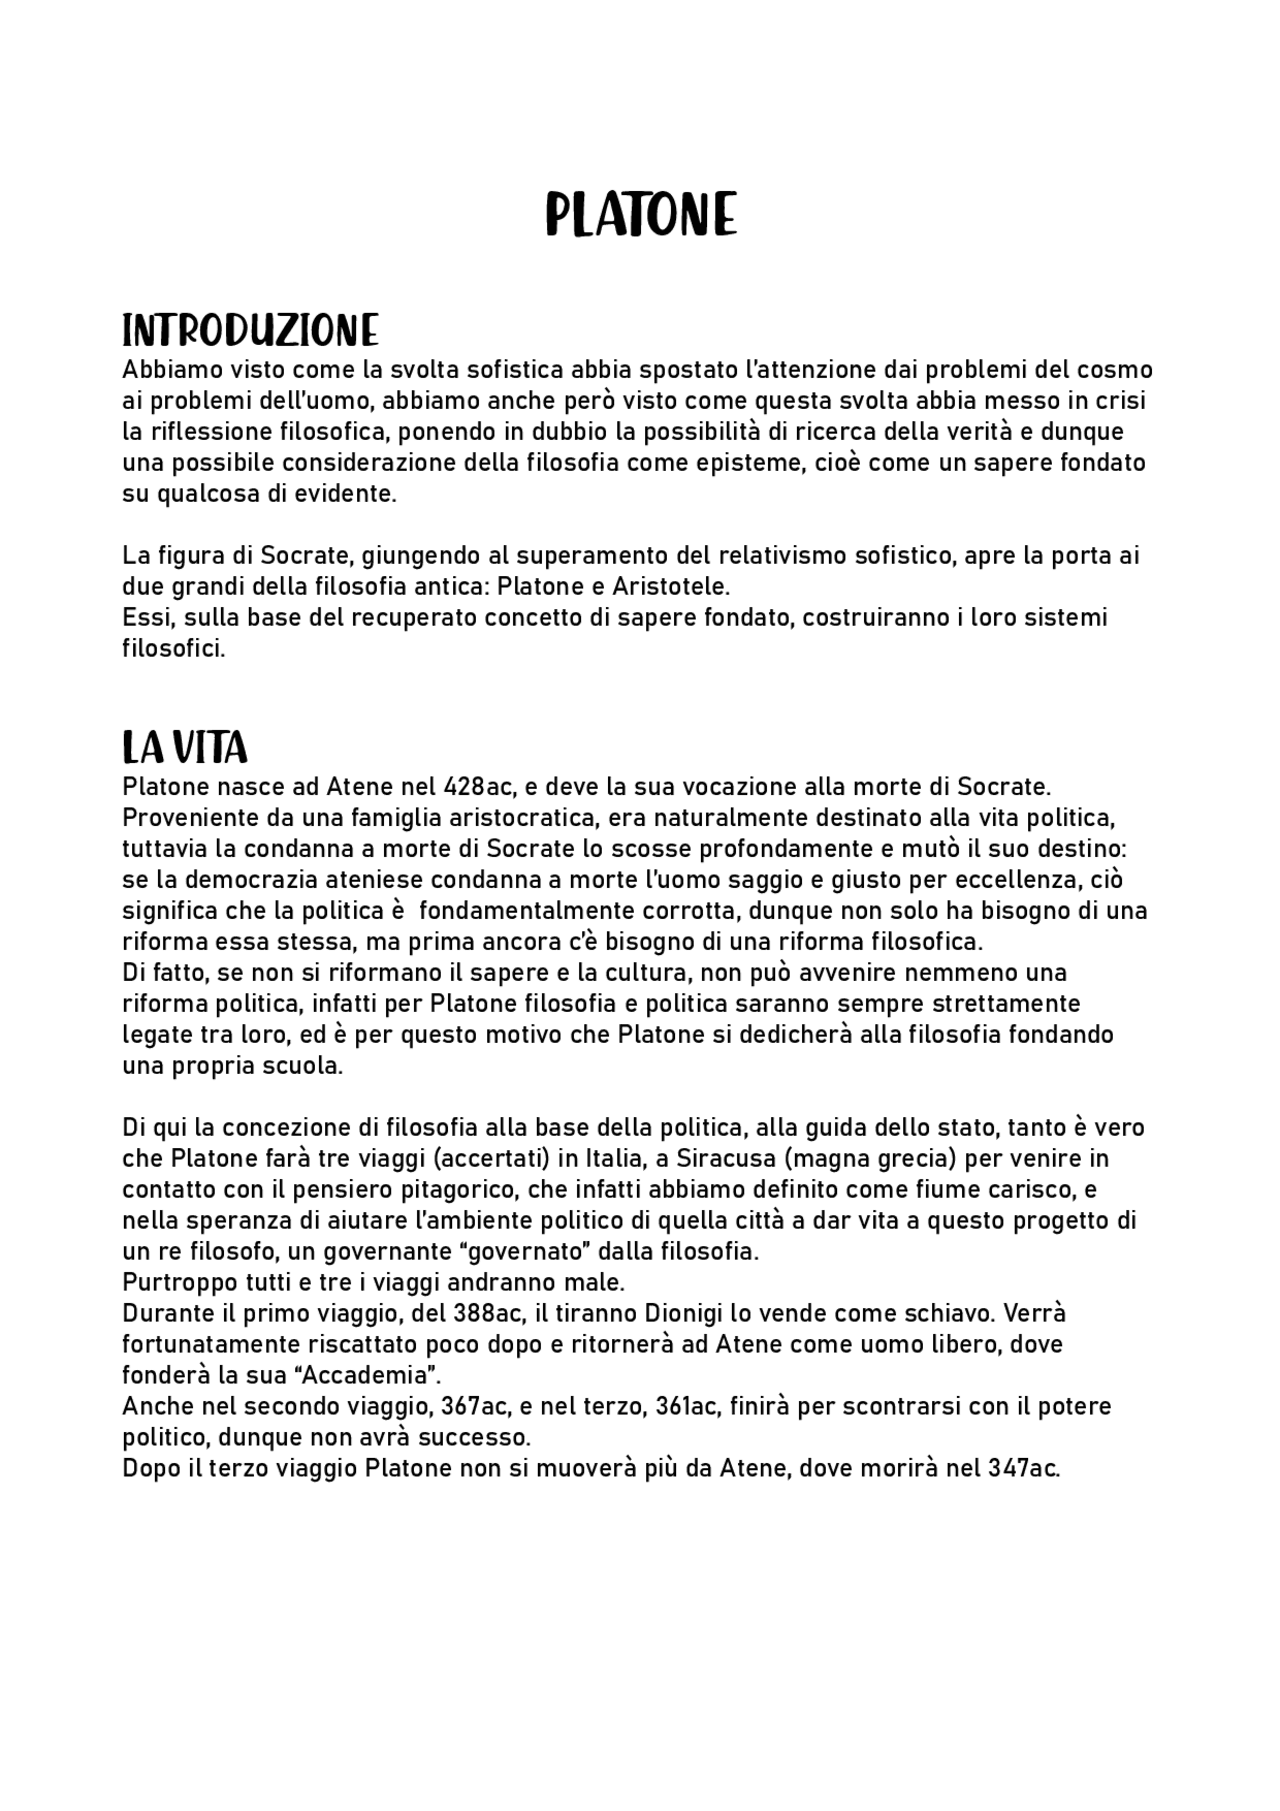 PLATONE
INTRODUZIONE
Abbiamo visto come la svolta sofistica abbia spostato l'attenzione dai problemi del cosmo
ai problemi dell'uomo, abbiamo anche però visto come questa svolta abbia messo in crisi
la riflessione filosofica, ponendo in dubbio la possibilità di ricerca della verità e dunque
una possibile considerazione della filosofia come episteme, cioè come un sapere fondato
su qualcosa di evidente.
La figura di Socrate, giungendo al superamento del relativismo sofistico, apre la porta ai
due grandi della filosofia antica: Platone e Aristotele.
Essi, sulla base del recuperato concetto di sapere fondato, costruiranno i loro sistemi
filosofici.
LA VITA
Platone nasce ad Atene nel 428ac, e deve la sua vocazione alla morte di Socrate.
Proveniente da una famiglia aristocratica, era naturalmente destinato alla vita politica,
tuttavia la condanna a morte di Socrate lo scosse profondamente e mutò il suo destino:
se la democrazia ateniese condanna a morte l'uomo saggio e giusto per eccellenza, ciò
significa che la politica è  fondamentalmente corrotta, dunque non solo ha bisogno di una
riforma essa stessa, ma prima ancora c'è bisogno di una riforma filosofica.
Di fatto, se non si riformano il sapere e la cultura, non può avvenire nemmeno una
riforma politica, infatti per Platone filosofia e politica saranno sempre strettamente
legate tra loro, ed è per questo motivo che Platone si dedicherà alla filosofia fondando
una propria scuola.
Di qui la concezione di filosofia alla base della politica, alla guida dello stato, tanto è vero
che Platone farà tre viaggi (accertati) in Italia, a Siracusa (magna grecia) per venire in
contatto con il pensiero pitagorico, che infatti abbiamo definito come fiume carisco, e
nella speranza di aiutare l'ambiente politico di quella città a dar vita a questo progetto di
un re filosofo, un governante “governato” dalla filosofia.
Purtroppo tutti e tre i viaggi andranno male.
Durante il primo viaggio, del 388ac, il tiranno Dionigi lo vende come schiavo. Verrà
fortunatamente riscattato poco dopo e ritornerà ad Atene come uomo libero, dove
fonderà la sua “Accademia”.
Anche nel secondo viaggio, 367ac, e nel terzo, 361ac, finirà per scontrarsi con il potere
politico, dunque non avrà successo.
Dopo il terzo viaggio Platone non si muoverà più da Atene, dove morirà nel 347ac.